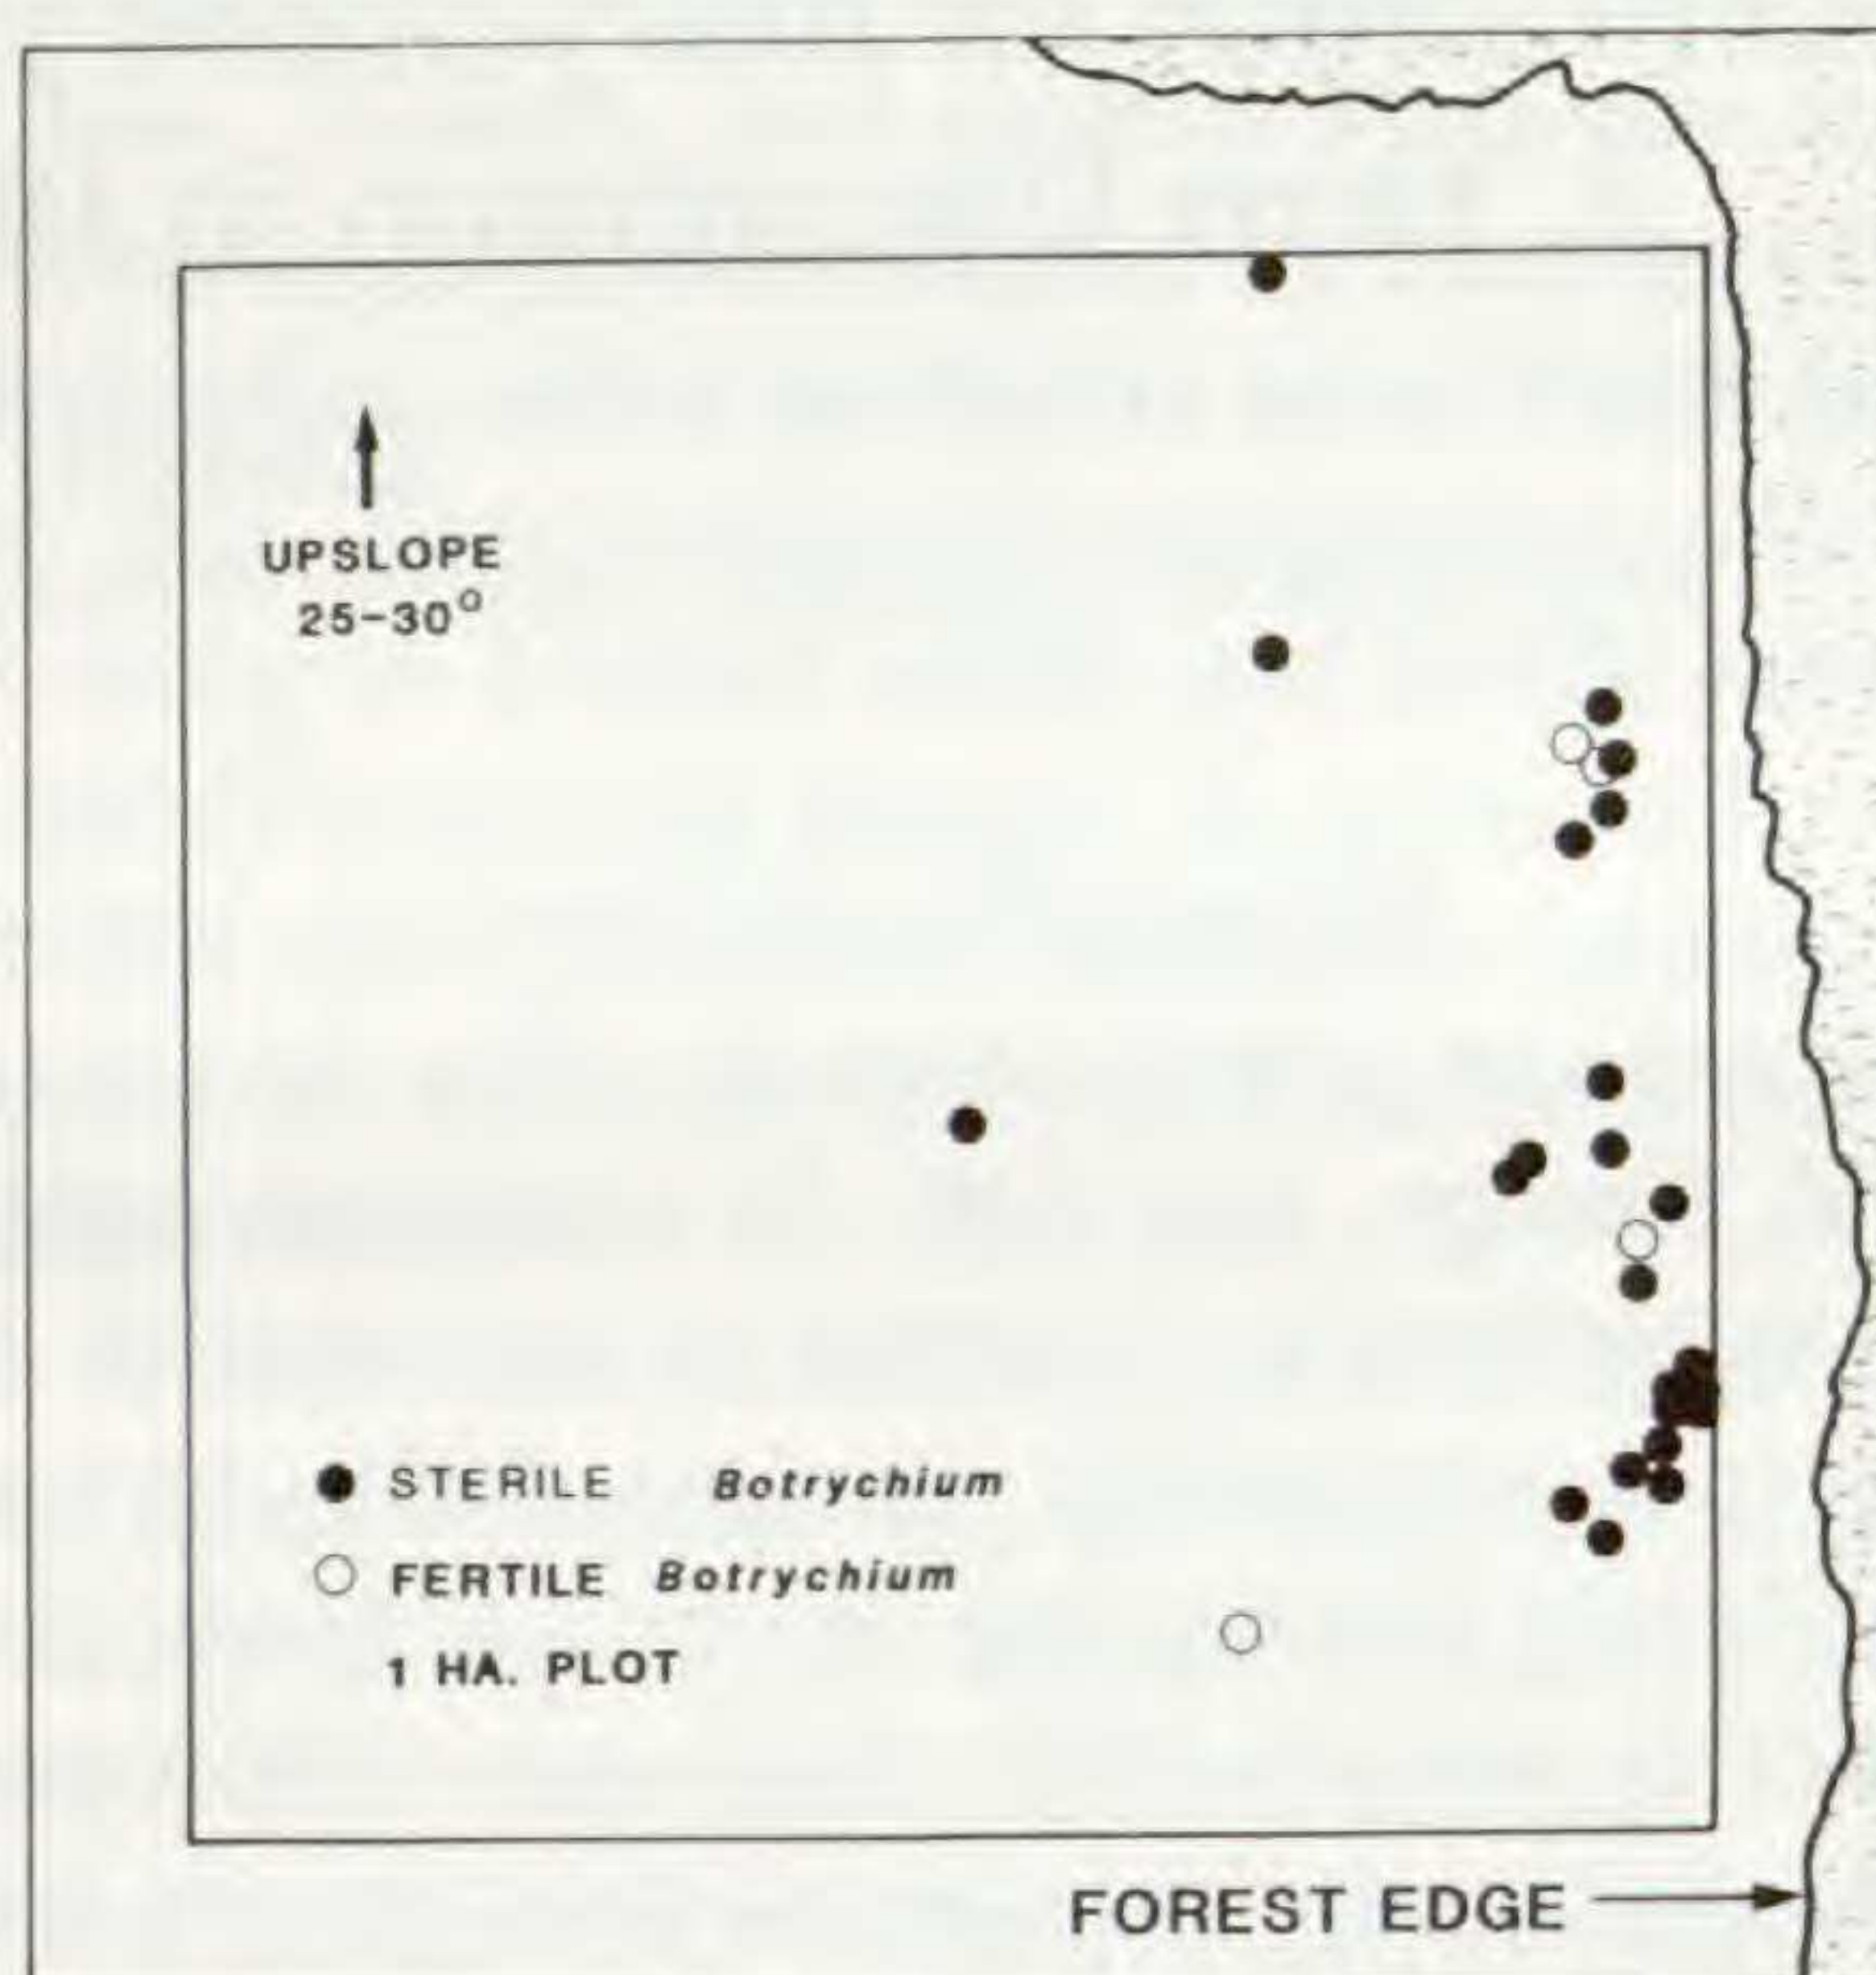 UPSLOPE
25-30°
STERILE Botrychium
FERTILE Botrychium
1 HA. PLOT
FOREST EDGE